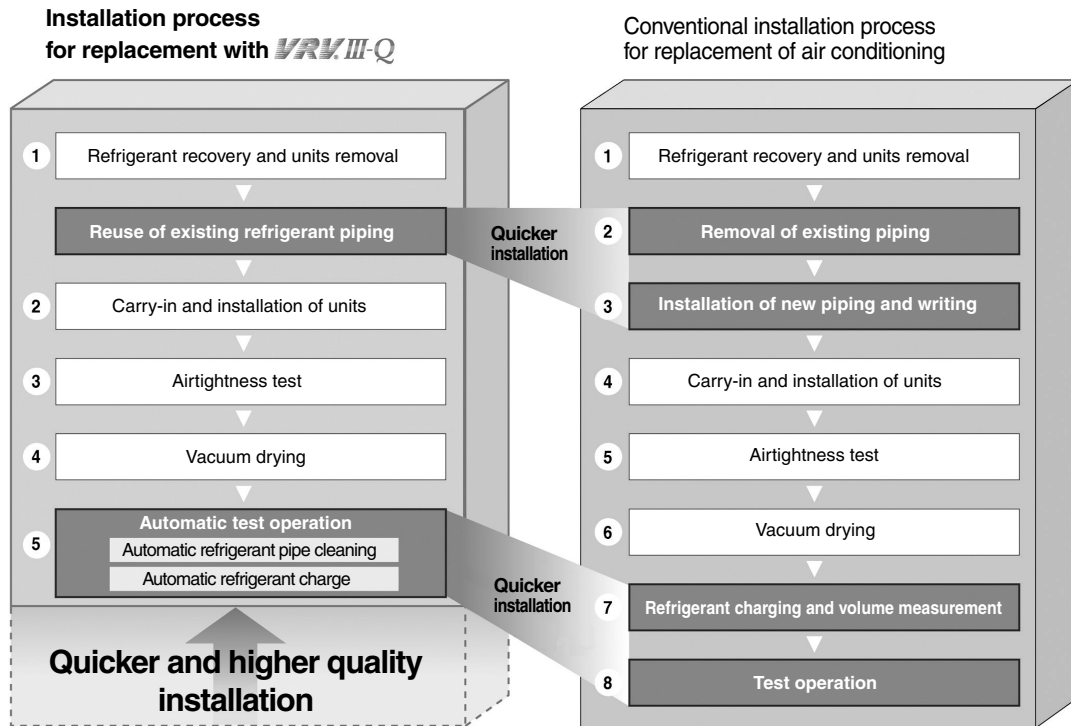 Installation process
for replacement with VRV III-Q
1 Refrigerant recovery and units removal
Reuse of existing refrigerant piping
2 Carry-in and installation of units
3 Airtightness test
4 Vacuum drying
5 Automatic test operation
Automatic refrigerant pipe cleaning
Automatic refrigerant charge
Quicker and higher quality
installation
Quicker
installation
Quicker
installation
Conventional installation process
for replacement of air conditioning
1 Refrigerant recovery and units removal
2 Removal of existing piping
3 Installation of new piping and writing
4 Carry-in and installation of units
5 Airtightness test
6 Vacuum drying
7 Refrigerant charging and volume measurement
8 Test operation